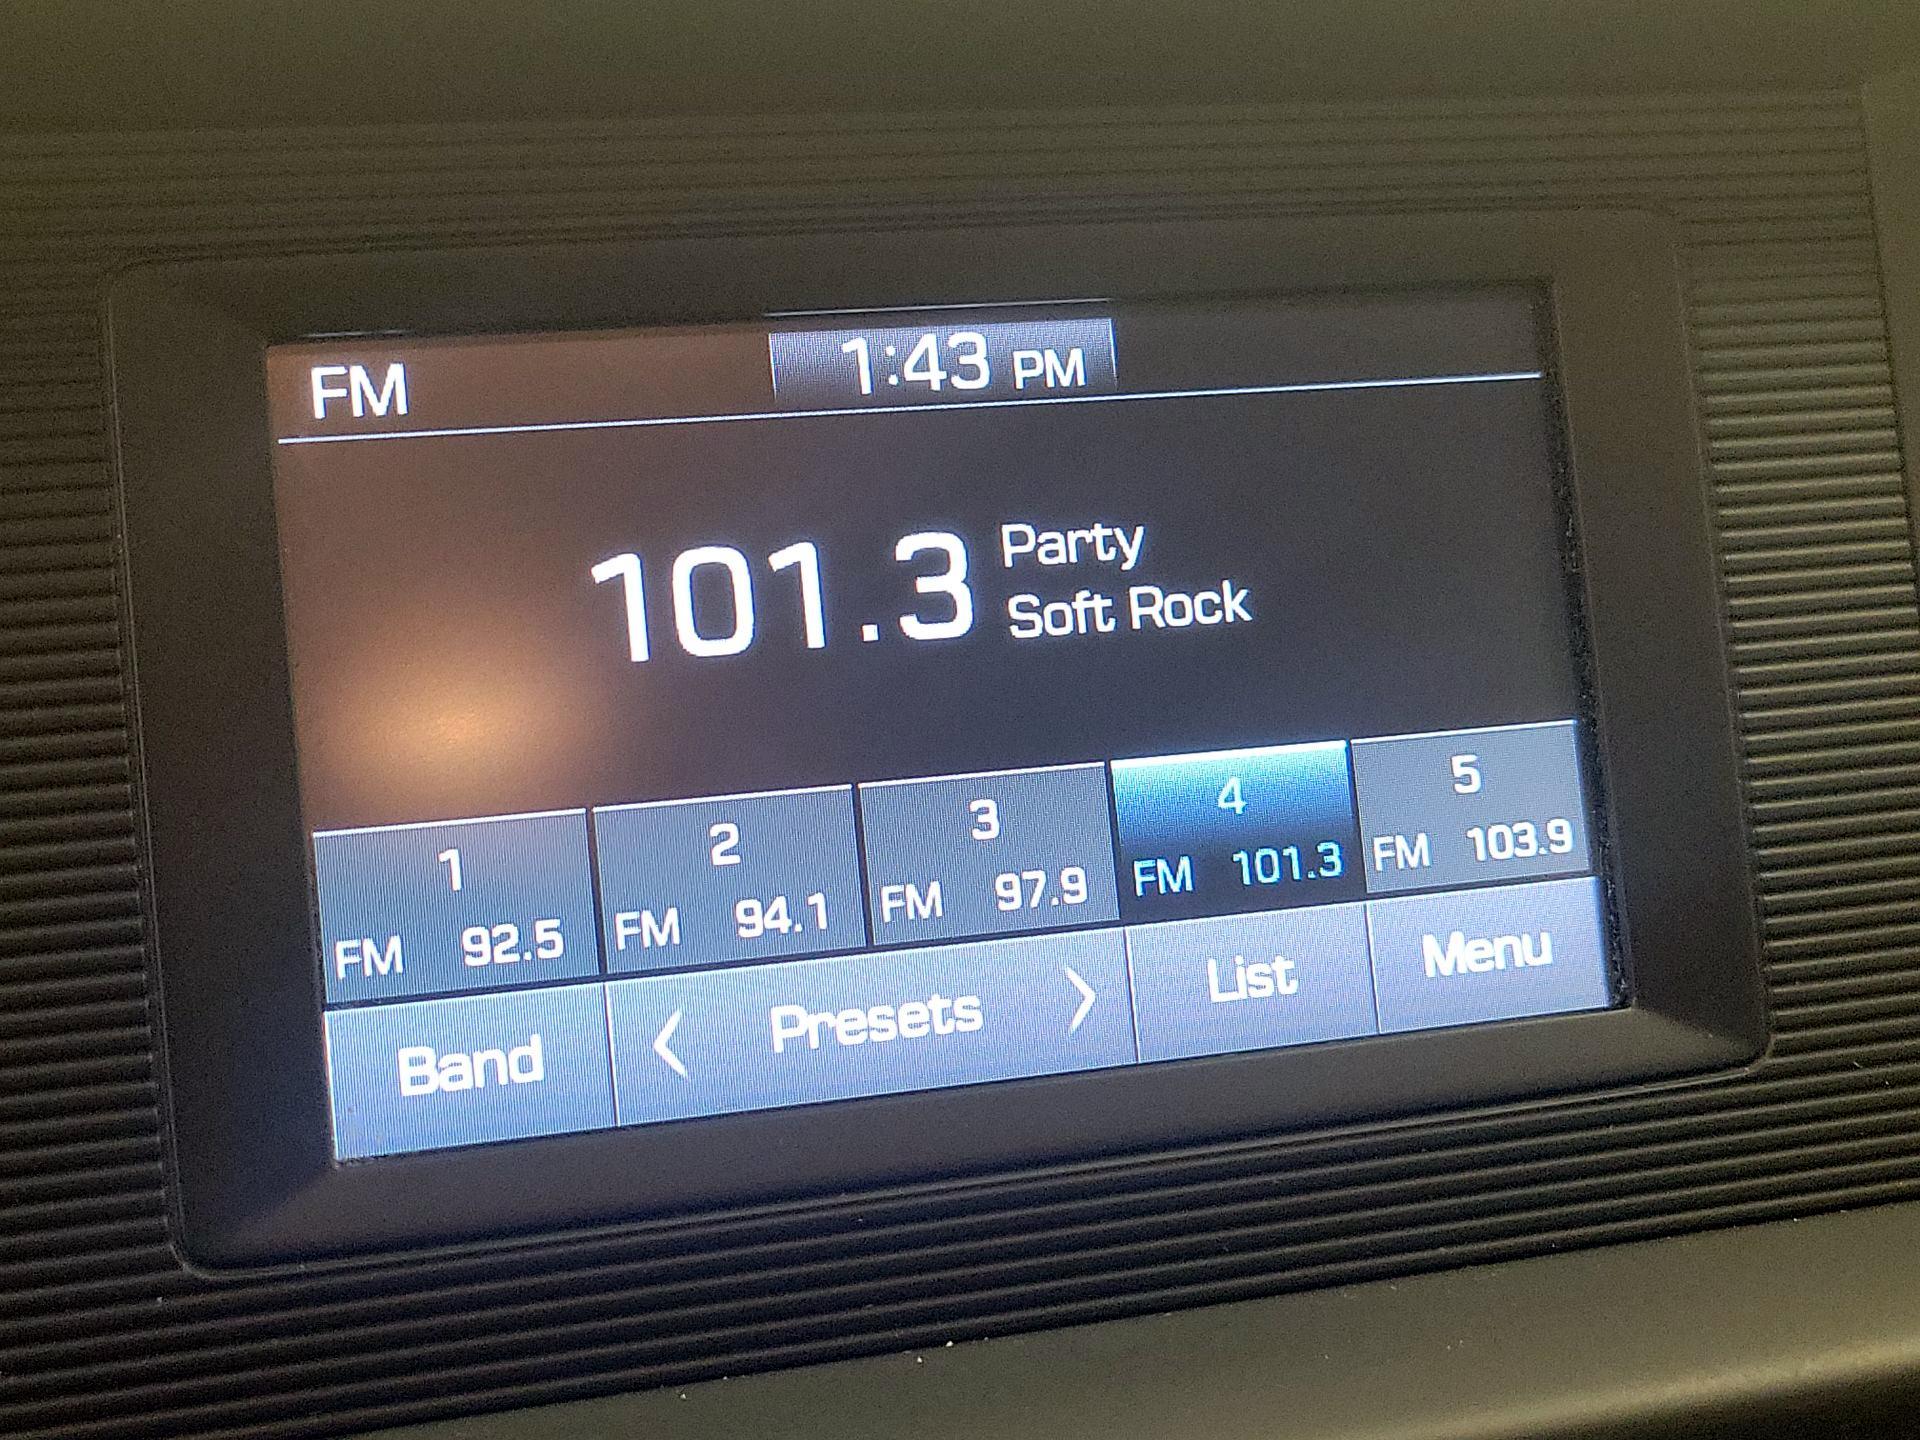 FM 1:43 PM
101.3 Party
Soft Rock
1 2 3 4 5
FM 92.5 FM 94.1 FM 97.9 FM 101.3 FM 103.9
Band < Presets > List Menu